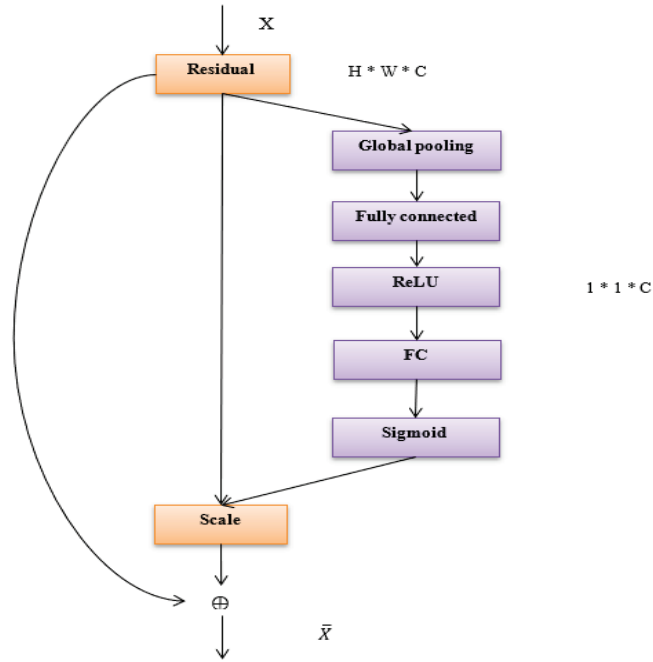 X
Residual
H * W * C
Global pooling
Fully connected
ReLU
1 * 1 * C
FC
Sigmoid
Scale
⊕
X̄